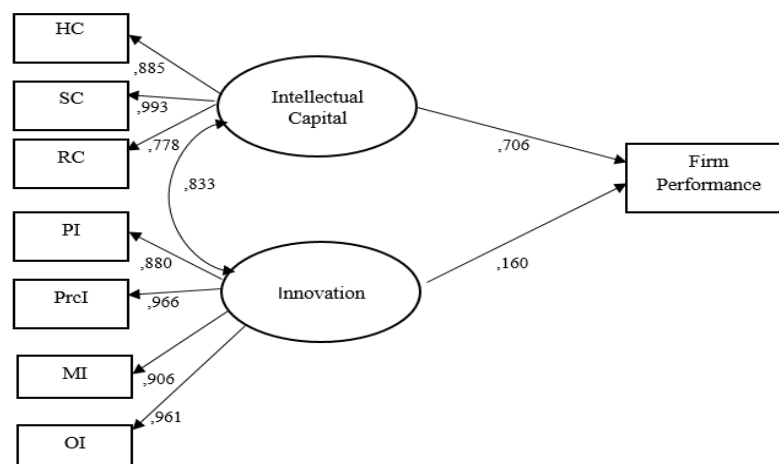 HC
,885
SC
,993
RC
,778
Intellectual
Capital
,706
Firm
Performance
,833
PI
,880
PrcI
,966
Innovation
,160
MI
,906
OI
,961